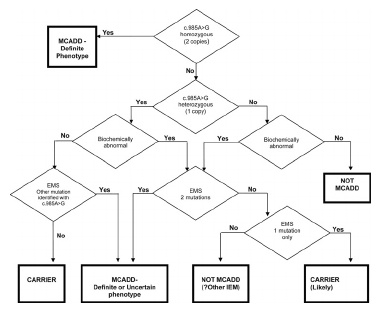 c.985A>G
homozygous
(2 copies)
Yes
MCADD -
Definite
Phenotype
No
c.985A>G
heterozygous
(1 copy)
Yes
No
Biochemically
abnormal
No
Yes
Biochemically
abnormal
Yes
No
EMS
Other mutation
identified with
c.985A>G
Yes
No
EMS
2 mutations
Yes
No
NOT
MCADD
EMS
1 mutation
only
No
Yes
CARRIER
MCADD-
Definite or Uncertain
phenotype
NOT MCADD
(?Other IEM)
CARRIER
(Likely)